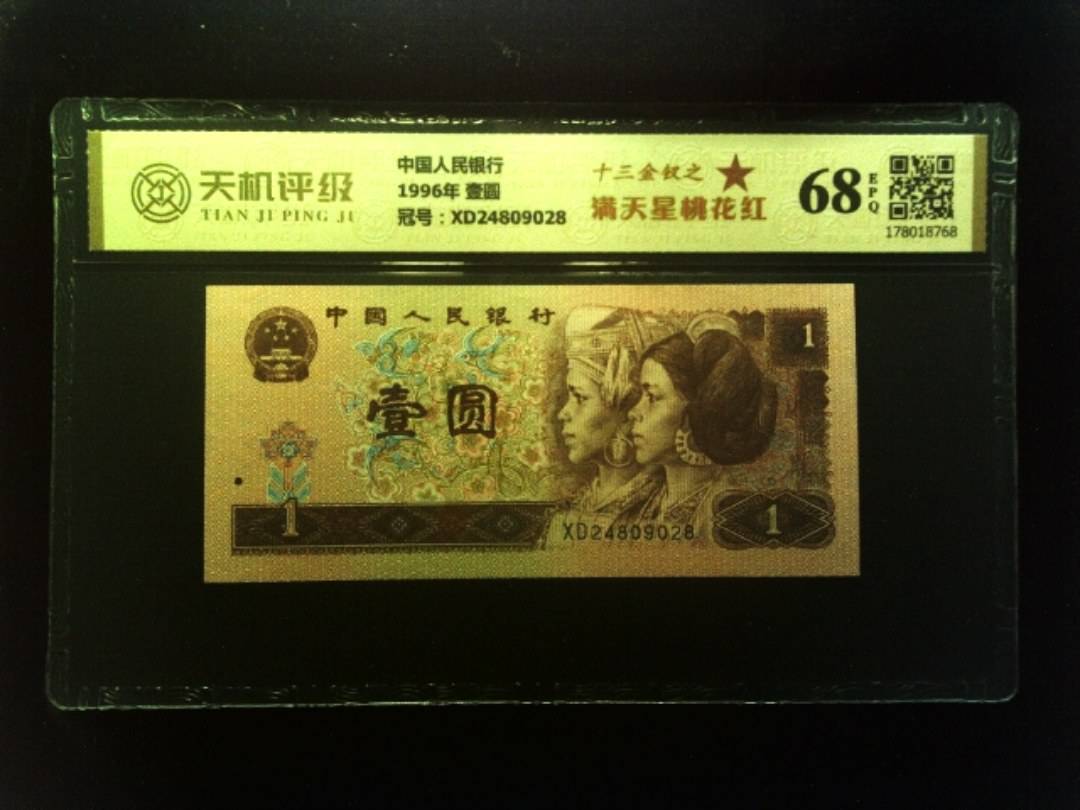 天机评级
TIAN JI PING JI
中国人民银行
1996年 壹圆
冠号：XD24809028
十三金钗之
满天星桃花红
68
EPQ
178018768
中国人民银行
1
壹圆
1
XD24809028
1